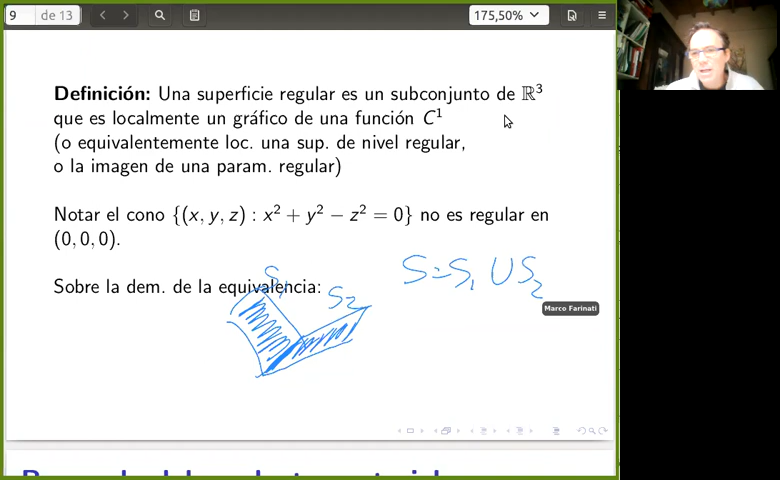 9 de 13
175,50%
Definición: Una superficie regular es un subconjunto de ℝ³
que es localmente un gráfico de una función C¹
(o equivalentemente loc. una sup. de nivel regular,
o la imagen de una param. regular)
Notar el cono {(x, y, z) : x² + y² − z² = 0} no es regular en
(0, 0, 0).
S=S₁ ∪ S₂
Sobre la dem. de la equivalencia:
S₁
S₂
Marco Farinati